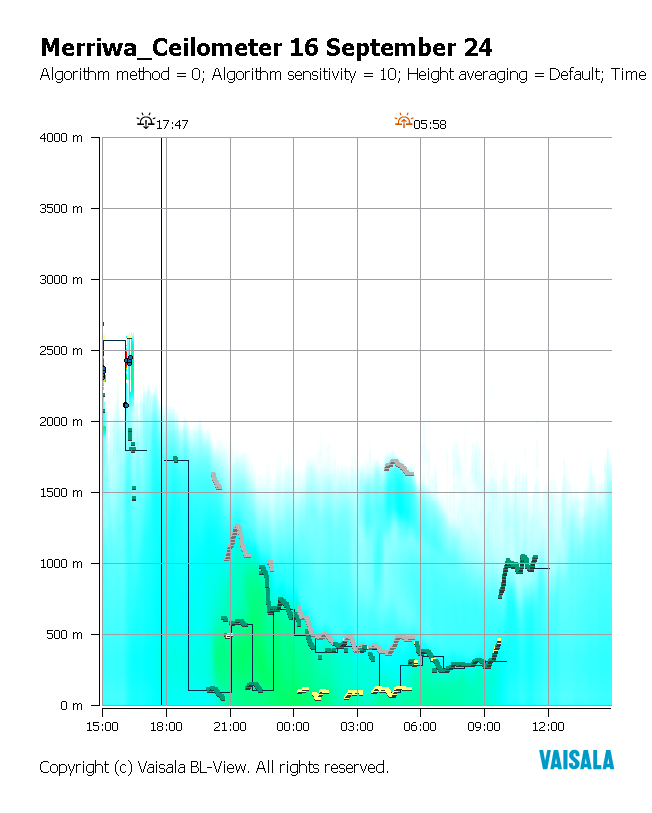 Merriwa_Ceilometer 16 September 24
Algorithm method = 0; Algorithm sensitivity = 10; Height averaging = Default; Time
17:47
05:58
4000 m
3500 m
3000 m
2500 m
2000 m
1500 m
1000 m
500 m
0 m
15:00 18:00 21:00 00:00 03:00 06:00 09:00 12:00
Copyright (c) Vaisala BL-View. All rights reserved.
VAISALA